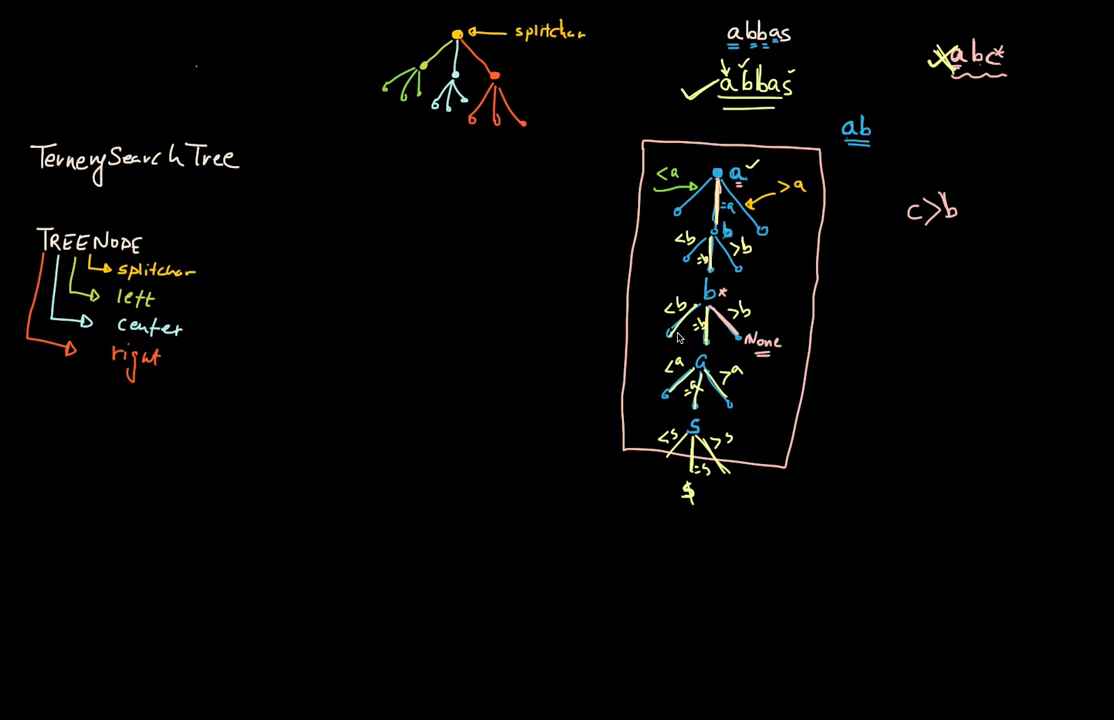 splitchar
abbas
abbas
abc*
ab
TernerySearchTree
TREENODE
splitchar
left
center
right
a
<a
=a
>a
b
<b
=b
>b
c>b
b*
<b
=b
>b
None
a
<a
=a
>a
s
<s
=s
>s
$